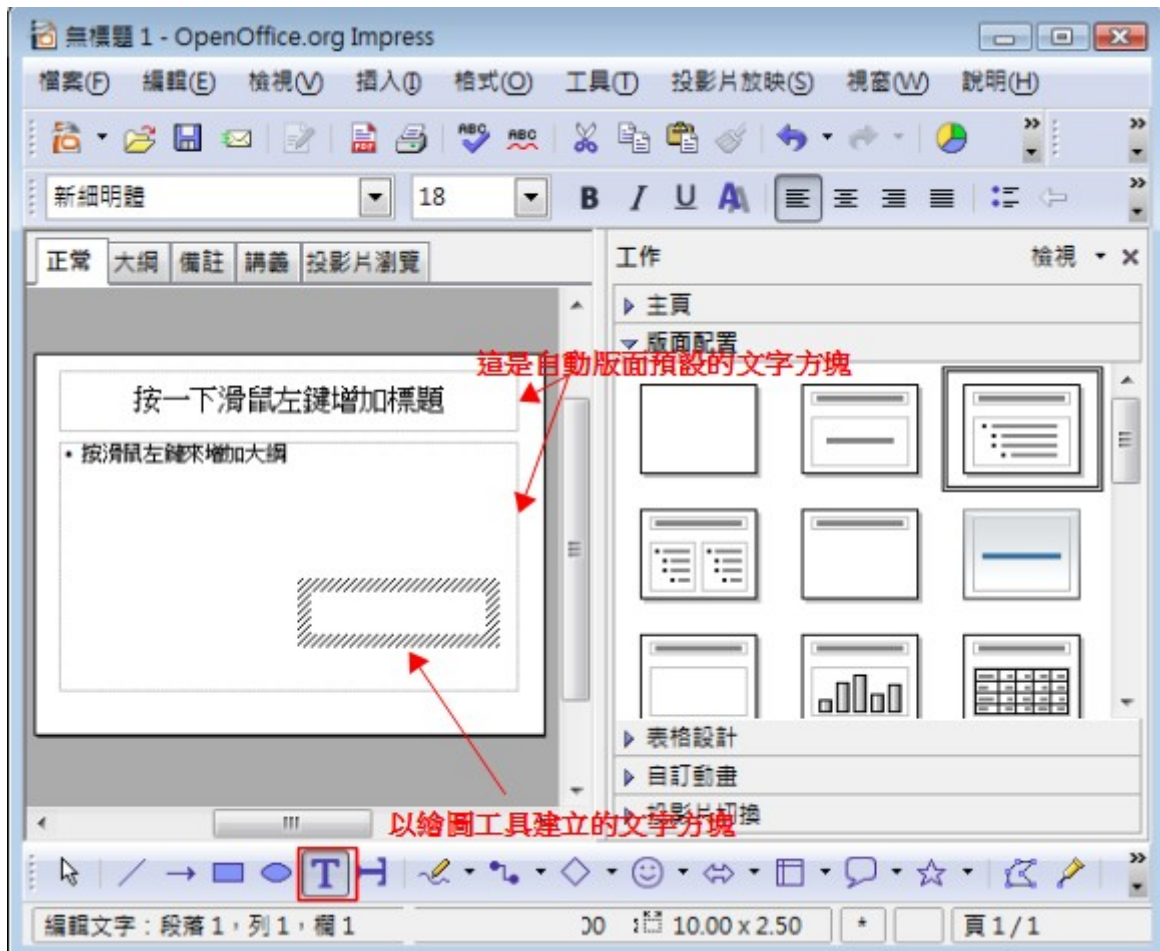 無標題 1 - OpenOffice.org Impress
檔案(F) 編輯(E) 檢視(V) 插入(I) 格式(O) 工具(T) 投影片放映(S) 視窗(W) 說明(H)
ABC ABC
新細明體 18 B I U A
正常 大綱 備註 講義 投影片瀏覽
工作 檢視
主頁
版面配置
這是自動版面預設的文字方塊
按一下滑鼠左鍵增加標題
• 按滑鼠左鍵來增加大綱
表格設計
自訂動畫
投影片切換
以繪圖工具建立的文字方塊
T
編輯文字：段落 1，列 1，欄 1 00 10.00 x 2.50 * 頁 1 / 1